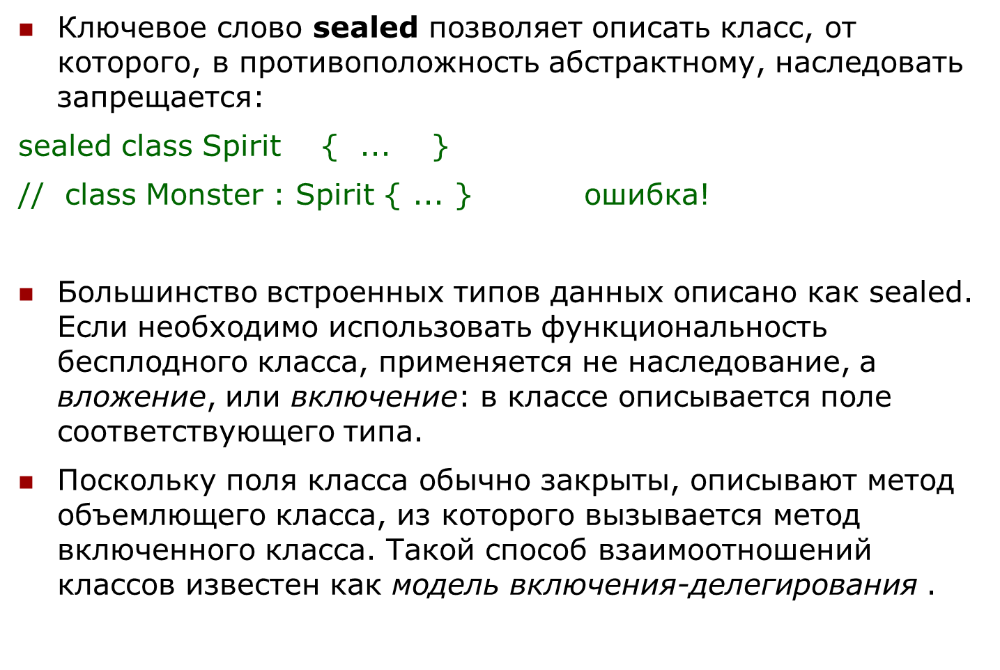 Ключевое слово sealed позволяет описать класс, от
которого, в противоположность абстрактному, наследовать
запрещается:
sealed class Spirit { ... }
// class Monster : Spirit { ... } ошибка!
Большинство встроенных типов данных описано как sealed.
Если необходимо использовать функциональность
бесплодного класса, применяется не наследование, а
вложение, или включение: в классе описывается поле
соответствующего типа.
Поскольку поля класса обычно закрыты, описывают метод
объемлющего класса, из которого вызывается метод
включенного класса. Такой способ взаимоотношений
классов известен как модель включения-делегирования .